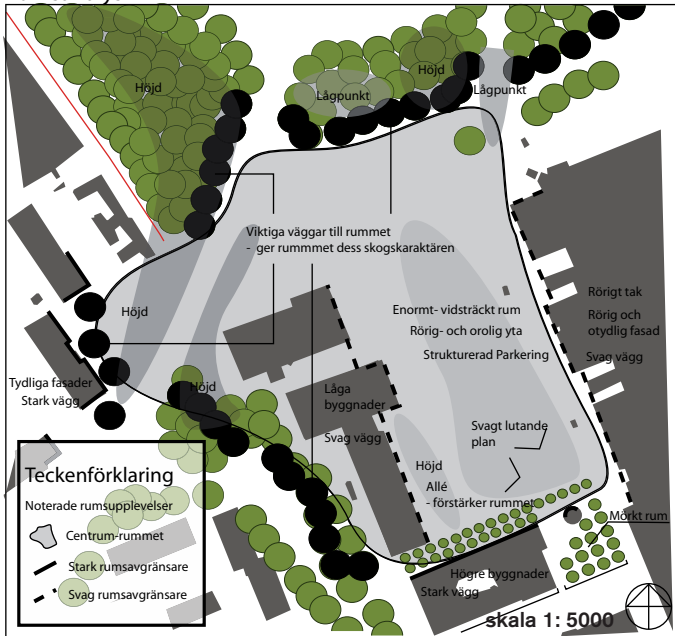 Höjd
Höjd
Lågpunkt
Lågpunkt
Viktiga väggar till rummet
- ger rummmet dess skogskaraktären
Höjd
Enormt- vidsträckt rum
Rörig- och orolig yta
Strukturerad Parkering
Rörigt tak
Rörig och
otydlig fasad
Svag vägg
Tydliga fasader
Stark vägg
Höjd
Låga
byggnader
Svag vägg
Svagt lutande
plan
Höjd
Allé
- förstärker rummet
Mörkt rum
Högre byggnader
Stark vägg
Teckenförklaring
Noterade rumsupplevelser
Centrum-rummet
Stark rumsavgränsare
Svag rumsavgränsare
skala 1: 5000